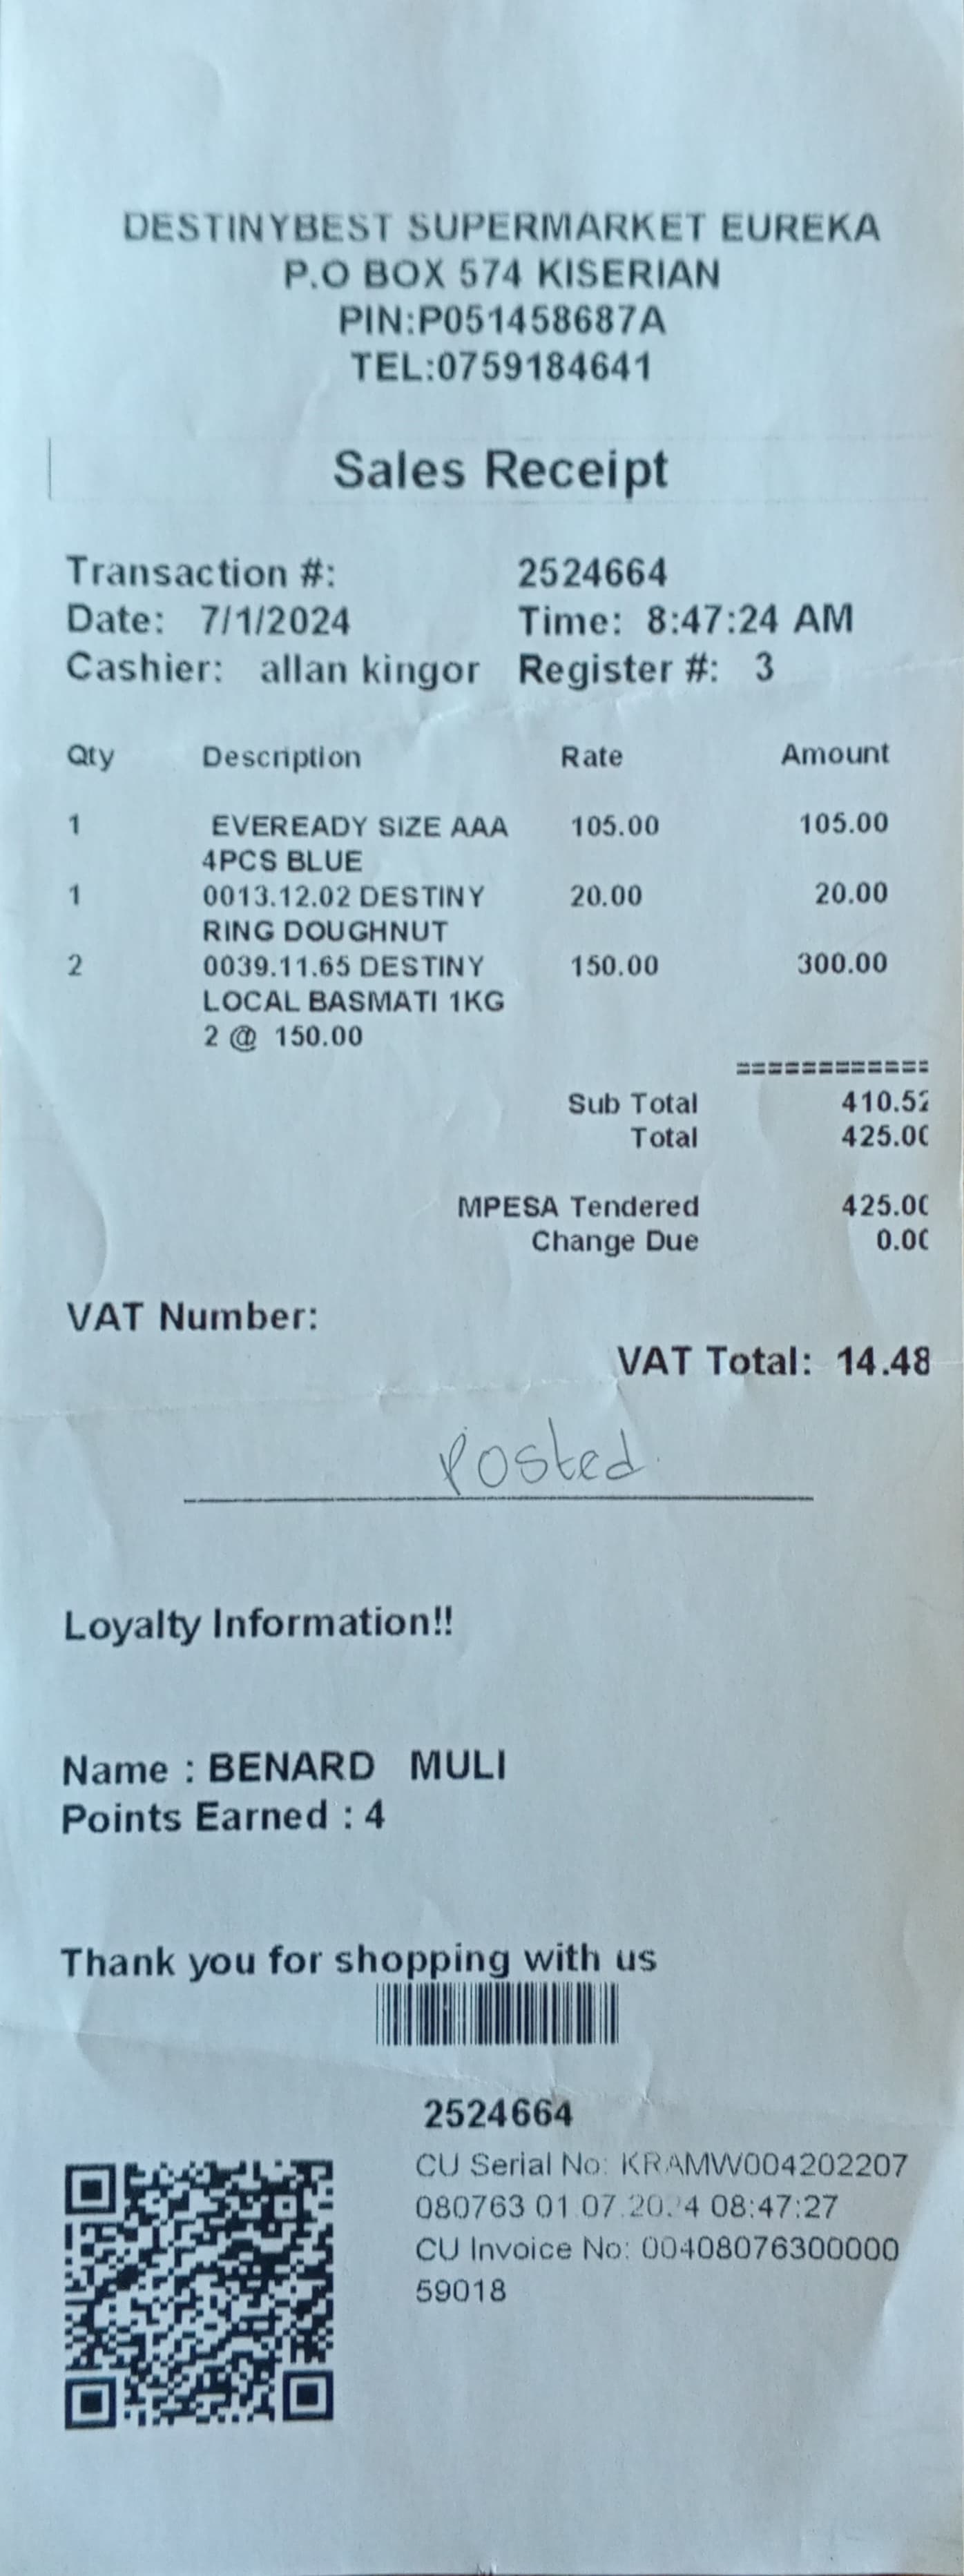 DESTINYBEST SUPERMARKET EUREKA
P.O BOX 574 KISERIAN
PIN:P051458687A
TEL:0759184641
Sales Receipt
Transaction #: 2524664
Date: 7/1/2024 Time: 8:47:24 AM
Cashier: allan kingor Register #: 3
Qty Description Rate Amount
1 EVEREADY SIZE AAA 105.00 105.00
4PCS BLUE
1 0013.12.02 DESTINY 20.00 20.00
RING DOUGHNUT
2 0039.11.65 DESTINY 150.00 300.00
LOCAL BASMATI 1KG
2 @ 150.00
============
Sub Total 410.52
Total 425.00
MPESA Tendered 425.00
Change Due 0.00
VAT Number:
VAT Total: 14.48
Posted
Loyalty Information!!
Name : BENARD MULI
Points Earned : 4
Thank you for shopping with us
2524664
CU Serial No: KRAMW004202207
080763 01.07.2024 08:47:27
CU Invoice No: 00408076300000
59018